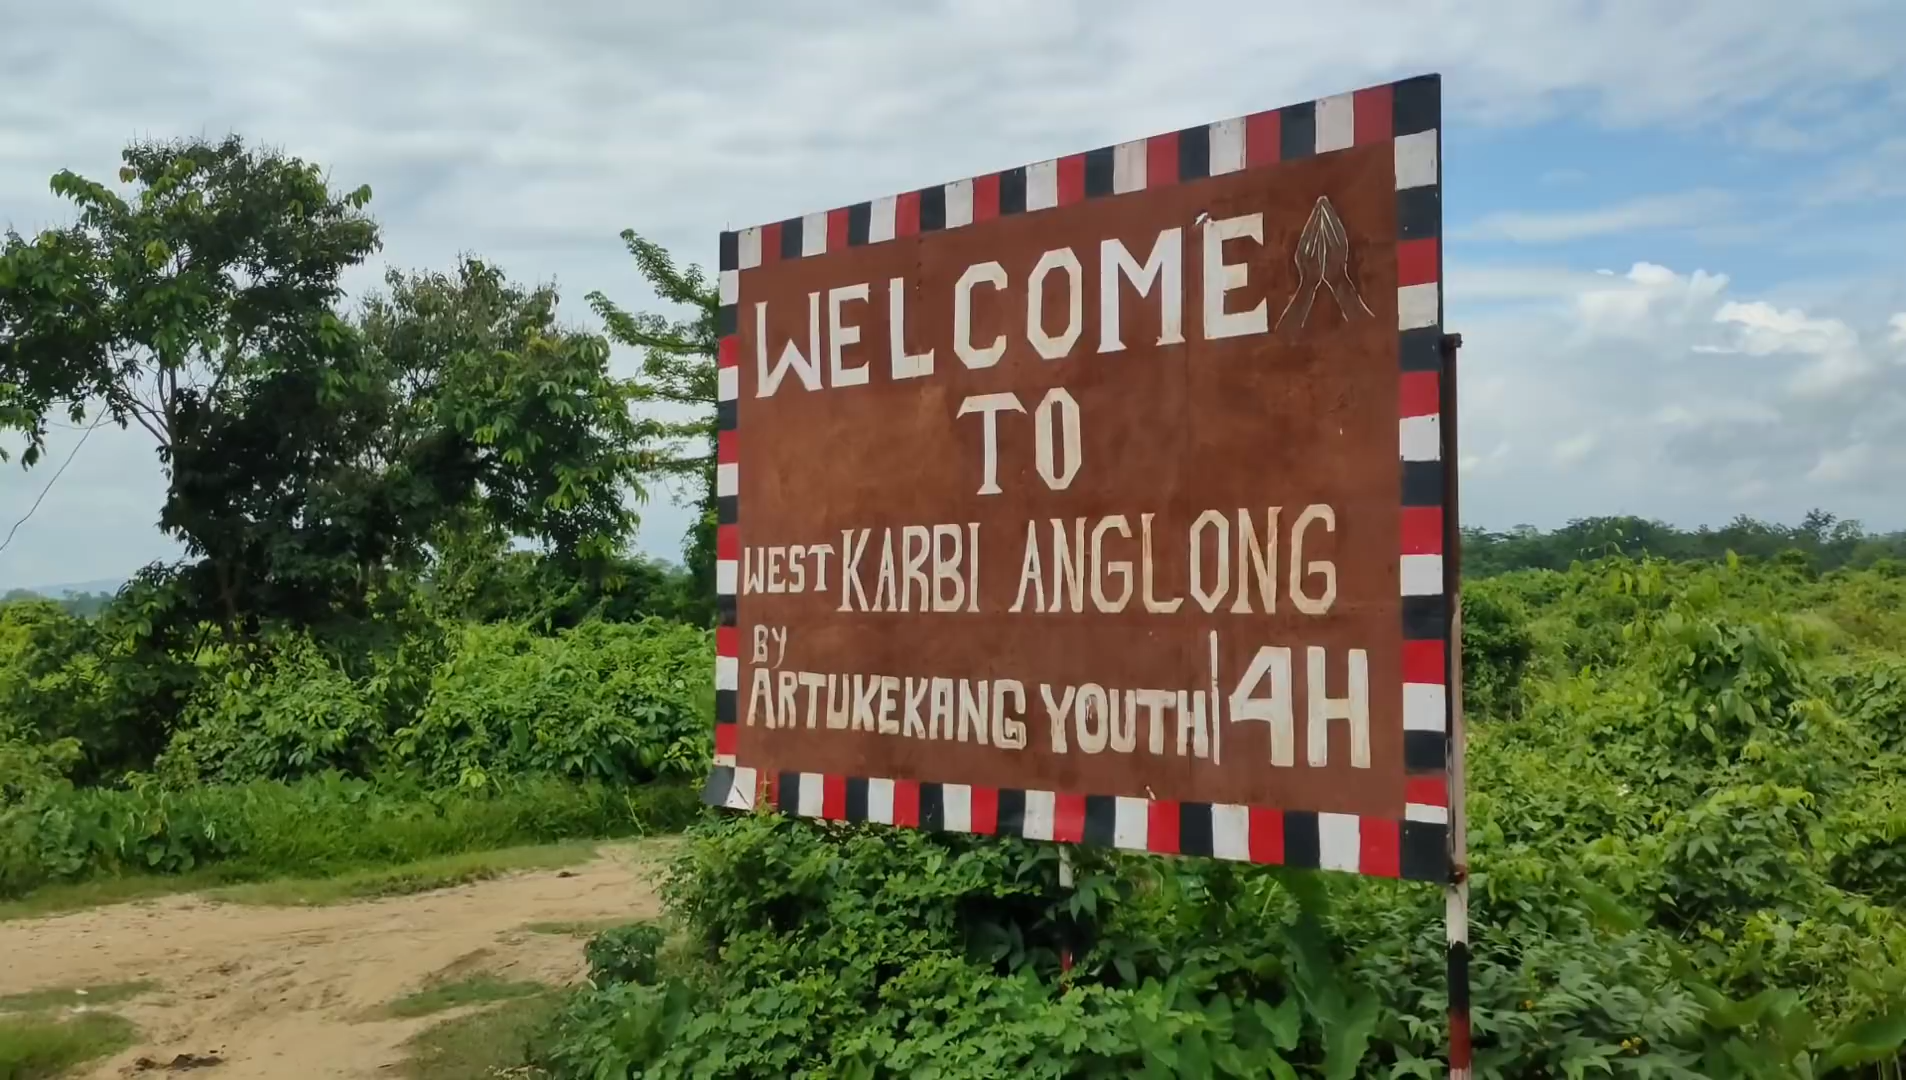 WELCOME
TO
WEST KARBI ANGLONG
BY
ARTUKEKANG YOUTH | 4H